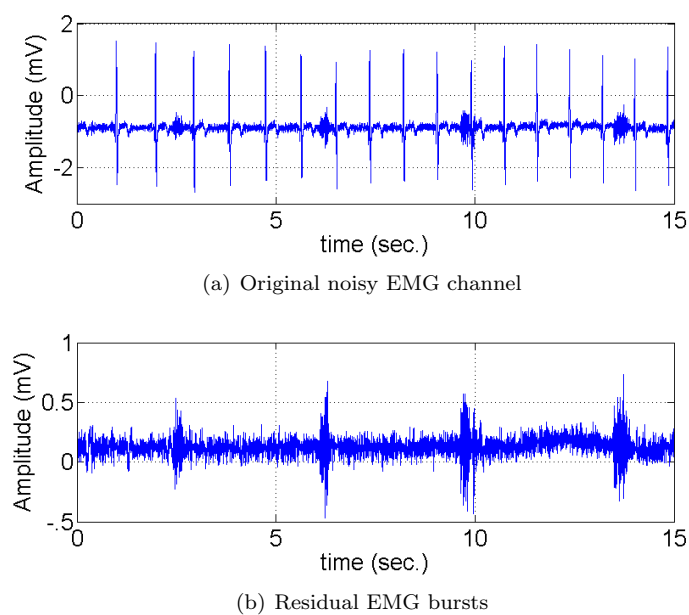 Amplitude (mV)
2
0
-2
0
5
10
15
time (sec.)
(a) Original noisy EMG channel
Amplitude (mV)
1
0.5
0
-.5
0
5
10
15
time (sec.)
(b) Residual EMG bursts